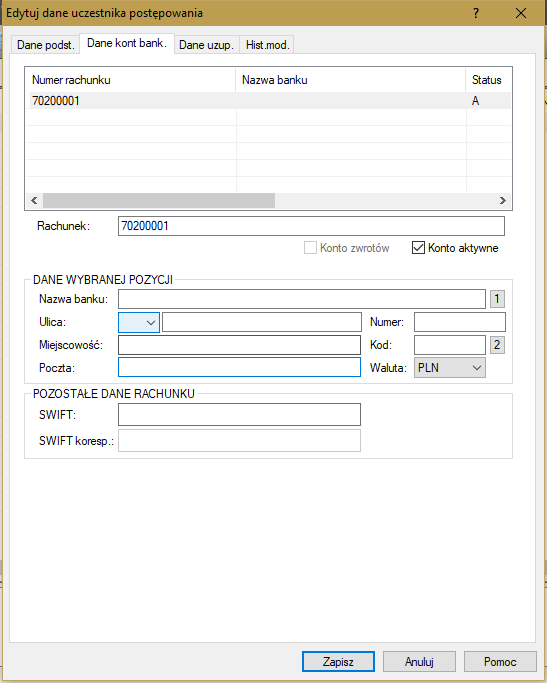 Edytuj dane uczestnika postępowania ?
Dane podst. Dane kont bank. Dane uzup. Hist.mod.
Numer rachunku Nazwa banku Status
70200001 A
Rachunek: 70200001
Konto zwrotów Konto aktywne
DANE WYBRANEJ POZYCJI
Nazwa banku: 1
Ulica: Numer:
Miejscowość: Kod: 2
Poczta: Waluta: PLN
POZOSTAŁE DANE RACHUNKU
SWIFT:
SWIFT koresp.:
Zapisz Anuluj Pomoc